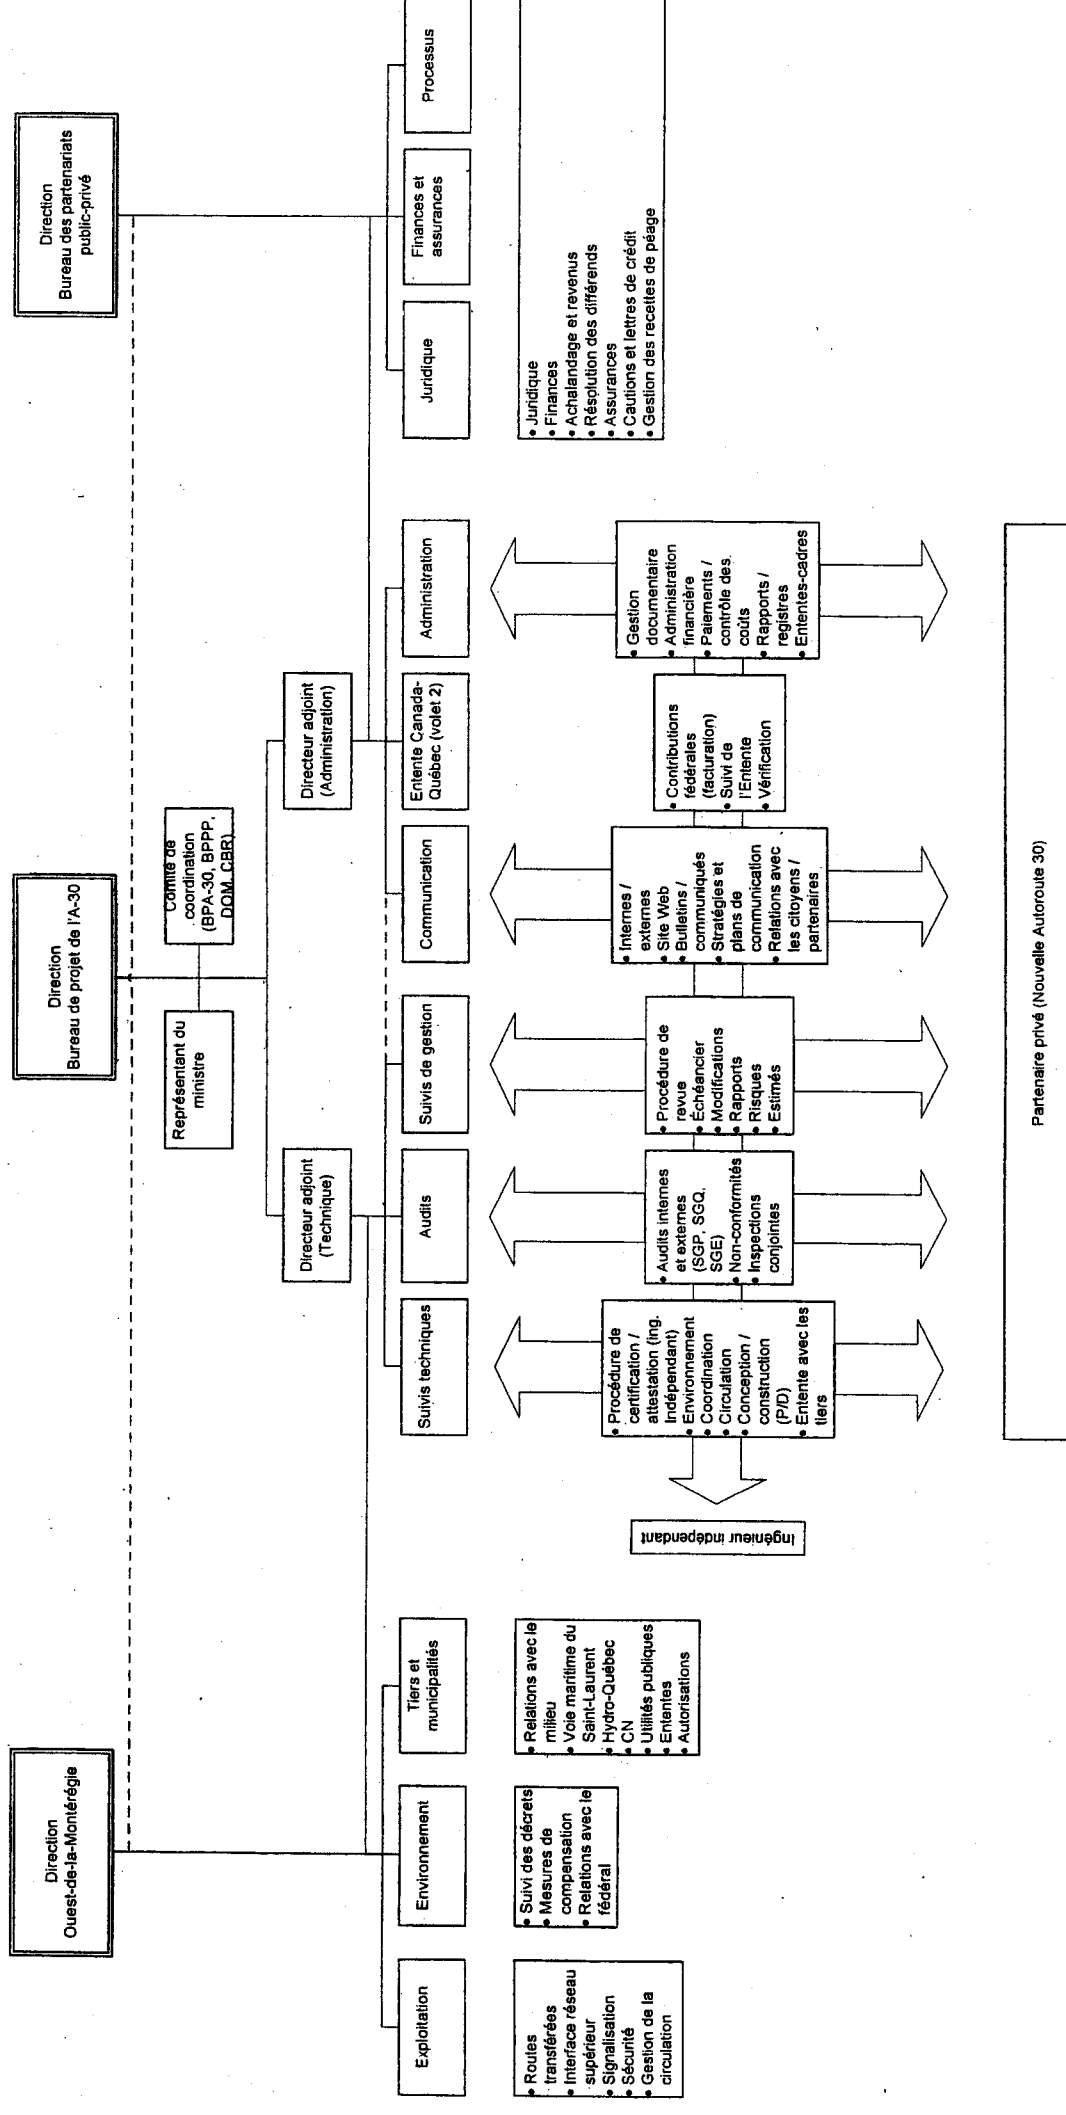 Direction
Ouest-de-la-Montérégie
Direction
Bureau de projet de l'A-30
Direction
Bureau des partenariats
public-privé
Représentant du
ministre
Comité de
coordination
(BPA-30, BPPP,
DOM, CBR)
Directeur adjoint
(Technique)
Directeur adjoint
(Administration)
Exploitation
Environnement
Tiers et
municipalités
Suivis techniques
Audits
Suivis de gestion
Communication
Entente Canada-
Québec (volet 2)
Administration
Juridique
Finances et
assurances
Processus
• Routes
transférées
• Interface réseau
supérieur
• Signalisation
• Sécurité
• Gestion de la
circulation
• Suivi des décrets
• Mesures de
compensation
• Relations avec le
fédéral
• Relations avec le
milieu
• Voie maritime du
Saint-Laurent
• Hydro-Québec
• CN
• Utilités publiques
• Ententes
• Autorisations
Ingénieur indépendant
• Procédure de
certification /
attestation (ing.
Indépendant)
• Environnement
• Coordination
• Circulation
• Conception /
construction
(P/D)
• Entente avec les
tiers
• Audits internes
et externes
(SGP, SGQ,
SGE)
• Non-conformités
• Inspections
conjointes
• Procédure de
revue
• Échéancier
• Modifications
• Rapports
• Risques
• Estimés
• Internes /
externes
• Site Web
• Bulletins /
communiqués
• Stratégies et
plans de
communication
• Relations avec
les citoyens /
partenaires
• Contributions
fédérales
(facturation)
• Suivi de
l'Entente
• Vérification
• Gestion
documentaire
• Administration
financière
• Paiements /
contrôle des
coûts
• Rapports /
registres
• Ententes-cadres
• Juridique
• Finances
• Achalandage et revenus
• Résolution des différends
• Assurances
• Cautions et lettres de crédit
• Gestion des recettes de péage
Partenaire privé (Nouvelle Autoroute 30)